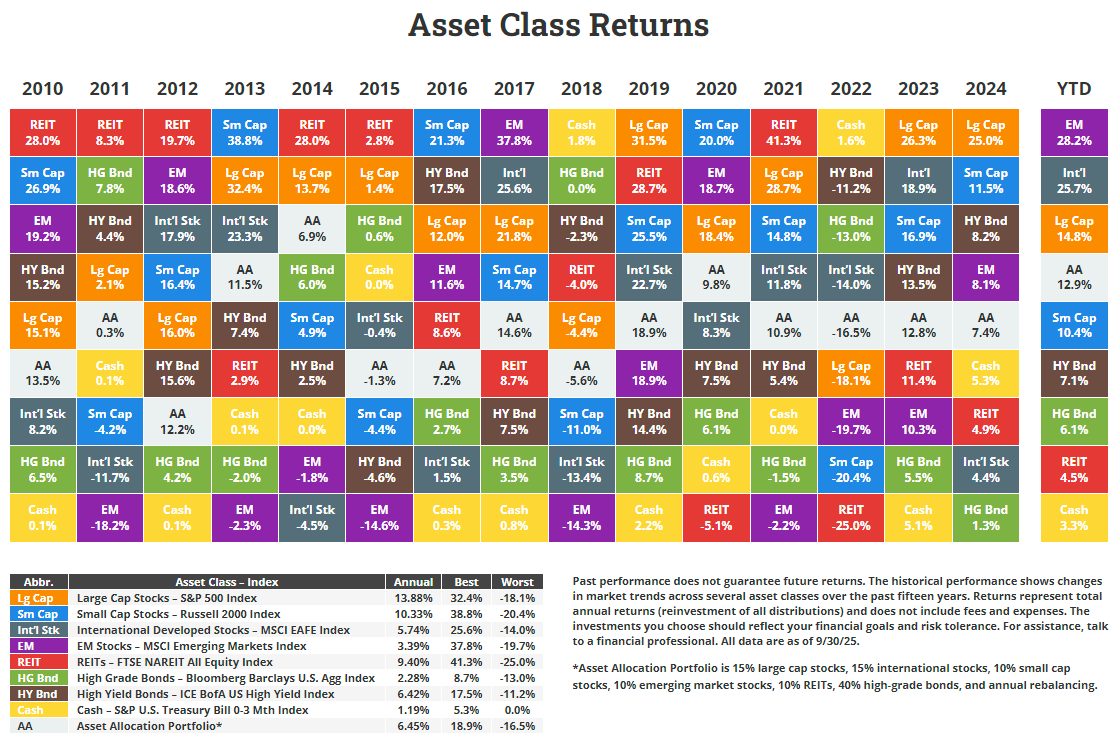 Asset Class Returns
2010 2011 2012 2013 2014 2015 2016 2017 2018 2019 2020 2021 2022 2023 2024 YTD
REIT REIT REIT Sm Cap REIT REIT Sm Cap EM Cash Lg Cap Sm Cap REIT Cash Lg Cap Lg Cap EM
28.0% 8.3% 19.7% 38.8% 28.0% 2.8% 21.3% 37.8% 1.8% 31.5% 20.0% 41.3% 1.6% 26.3% 25.0% 28.2%
Sm Cap HG Bnd EM Lg Cap Lg Cap Lg Cap HY Bnd Int'l HG Bnd REIT EM Lg Cap HY Bnd Int'l Sm Cap Int'l
26.9% 7.8% 18.6% 32.4% 13.7% 1.4% 17.5% 25.6% 0.0% 28.7% 18.7% 28.7% -11.2% 18.9% 11.5% 25.7%
EM HY Bnd Int'l Stk Int'l Stk AA HG Bnd Lg Cap Lg Cap HY Bnd Sm Cap Lg Cap Sm Cap HG Bnd Sm Cap HY Bnd Lg Cap
19.2% 4.4% 17.9% 23.3% 6.9% 0.6% 12.0% 21.8% -2.3% 25.5% 18.4% 14.8% -13.0% 16.9% 8.2% 14.8%
HY Bnd Lg Cap Sm Cap AA HG Bnd Cash EM Sm Cap REIT Int'l Stk AA Int'l Stk Int'l Stk HY Bnd EM AA
15.2% 2.1% 16.4% 11.5% 6.0% 0.0% 11.6% 14.7% -4.0% 22.7% 9.8% 11.8% -14.0% 13.5% 8.1% 12.9%
Lg Cap AA Lg Cap HY Bnd Sm Cap Int'l Stk REIT AA Lg Cap AA Int'l Stk AA AA AA AA Sm Cap
15.1% 0.3% 16.0% 7.4% 4.9% -0.4% 8.6% 14.6% -4.4% 18.9% 8.3% 10.9% -16.5% 12.8% 7.4% 10.4%
AA Cash HY Bnd REIT HY Bnd AA AA REIT AA EM HY Bnd HY Bnd Lg Cap REIT Cash HY Bnd
13.5% 0.1% 15.6% 2.9% 2.5% -1.3% 7.2% 8.7% -5.6% 18.9% 7.5% 5.4% -18.1% 11.4% 5.3% 7.1%
Int'l Stk Sm Cap AA Cash Cash Sm Cap HG Bnd HY Bnd Sm Cap HY Bnd HG Bnd Cash EM EM REIT HG Bnd
8.2% -4.2% 12.2% 0.1% 0.0% -4.4% 2.7% 7.5% -11.0% 14.4% 6.1% 0.0% -19.7% 10.3% 4.9% 6.1%
HG Bnd Int'l Stk HG Bnd HG Bnd EM HY Bnd Int'l Stk HG Bnd Int'l Stk HG Bnd Cash HG Bnd Sm Cap HG Bnd Int'l Stk REIT
6.5% -11.7% 4.2% -2.0% -1.8% -4.6% 1.5% 3.5% -13.4% 8.7% 0.6% -1.5% -20.4% 5.5% 4.4% 4.5%
Cash EM Cash EM Int'l Stk EM Cash Cash EM Cash REIT EM REIT Cash HG Bnd Cash
0.1% -18.2% 0.1% -2.3% -4.5% -14.6% 0.3% 0.8% -14.3% 2.2% -5.1% -2.2% -25.0% 5.1% 1.3% 3.3%
Abbr. Asset Class – Index Annual Best Worst
Lg Cap Large Cap Stocks – S&P 500 Index 13.88% 32.4% -18.1%
Sm Cap Small Cap Stocks – Russell 2000 Index 10.33% 38.8% -20.4%
Int'l Stk International Developed Stocks – MSCI EAFE Index 5.74% 25.6% -14.0%
EM EM Stocks – MSCI Emerging Markets Index 3.39% 37.8% -19.7%
REIT REITs – FTSE NAREIT All Equity Index 9.40% 41.3% -25.0%
HG Bnd High Grade Bonds – Bloomberg Barclays U.S. Agg Index 2.28% 8.7% -13.0%
HY Bnd High Yield Bonds – ICE BofA US High Yield Index 6.42% 17.5% -11.2%
Cash Cash – S&P U.S. Treasury Bill 0-3 Mth Index 1.19% 5.3% 0.0%
AA Asset Allocation Portfolio* 6.45% 18.9% -16.5%
Past performance does not guarantee future returns. The historical performance shows changes
in market trends across several asset classes over the past fifteen years. Returns represent total
annual returns (reinvestment of all distributions) and does not include fees and expenses. The
investments you choose should reflect your financial goals and risk tolerance. For assistance, talk
to a financial professional. All data are as of 9/30/25.
*Asset Allocation Portfolio is 15% large cap stocks, 15% international stocks, 10% small cap
stocks, 10% emerging market stocks, 10% REITs, 40% high-grade bonds, and annual rebalancing.